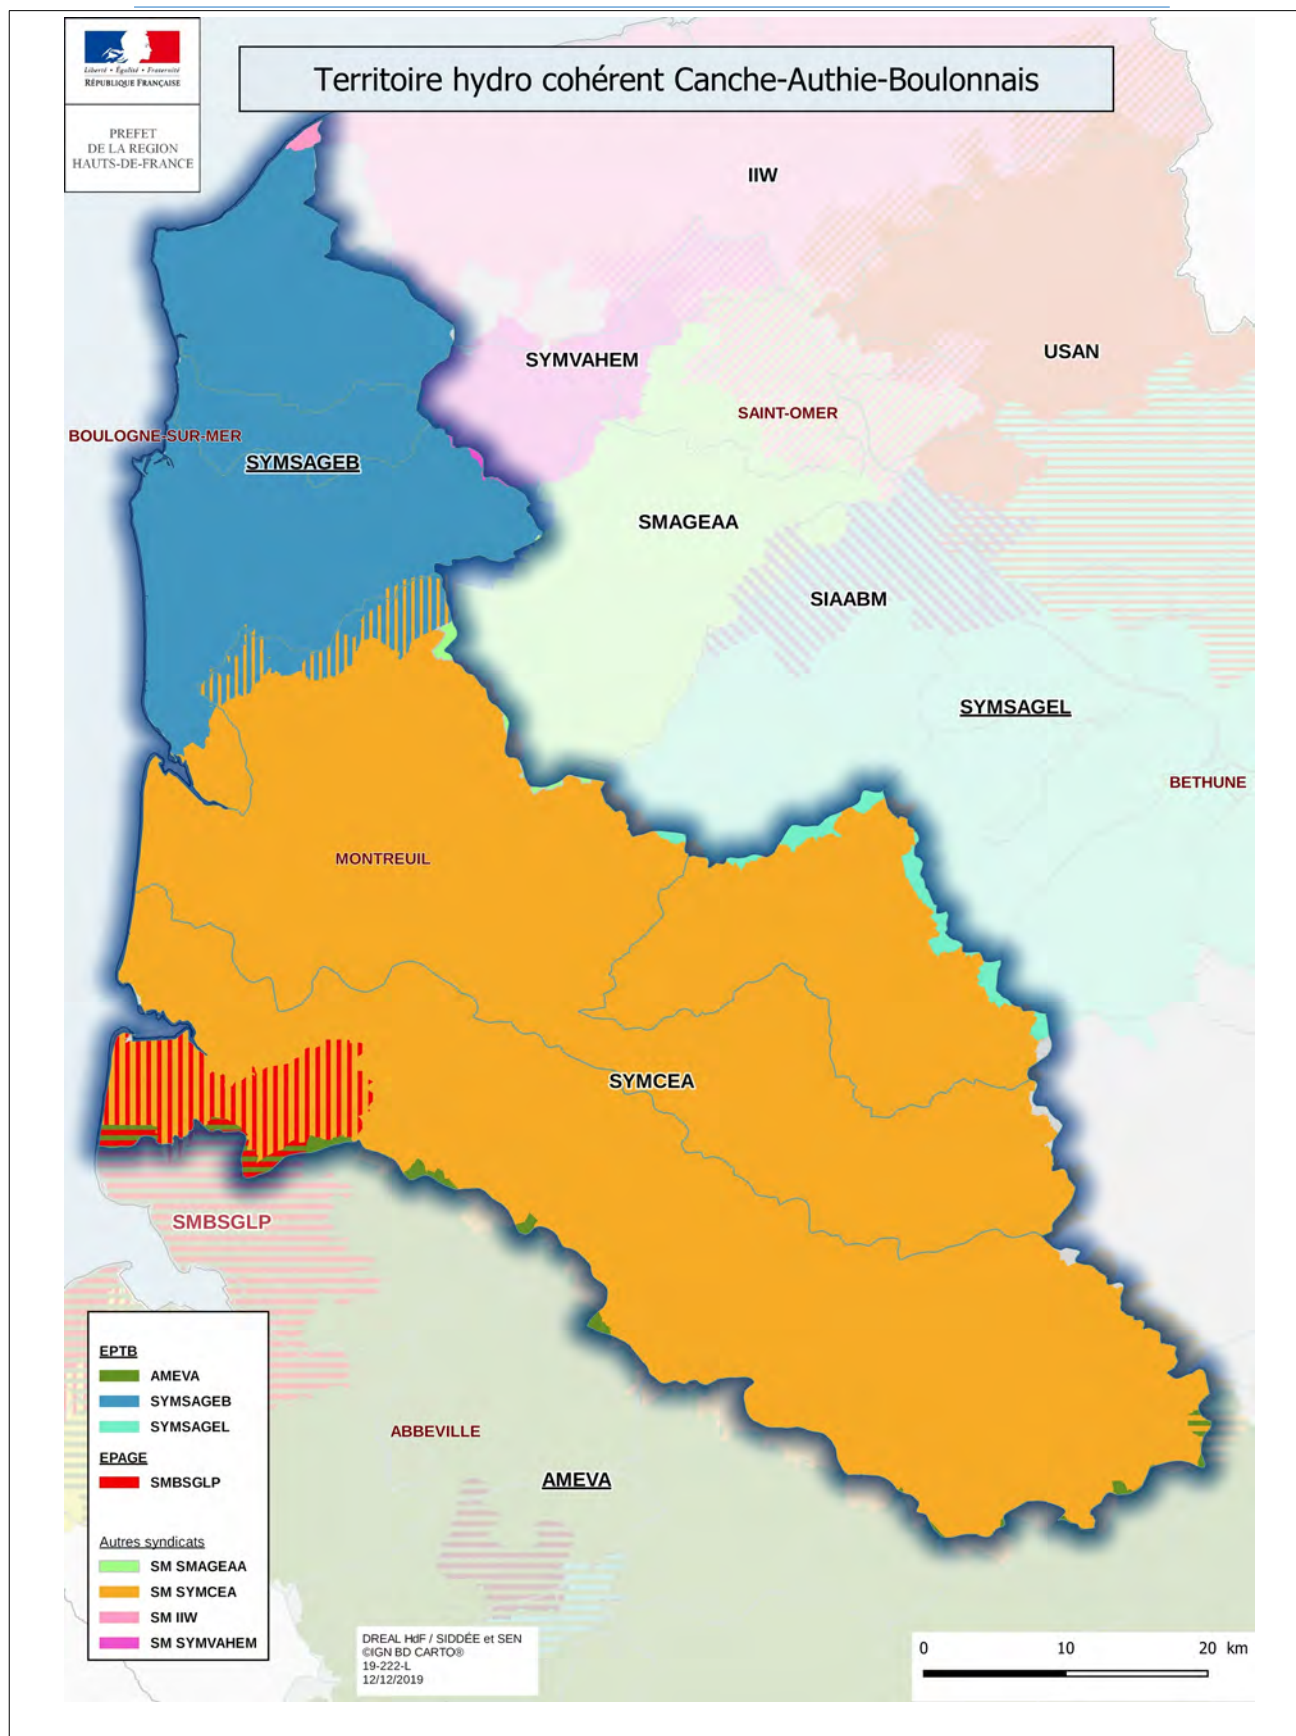 Liberté • Égalité • Fraternité
RÉPUBLIQUE FRANÇAISE
PREFET
DE LA REGION
HAUTS-DE-FRANCE
Territoire hydro cohérent Canche-Authie-Boulonnais
IIW
SYMVAHEM
USAN
SAINT-OMER
BOULOGNE-SUR-MER
SYMSAGEB
SMAGEAA
SIAABM
SYMSAGEL
BETHUNE
MONTREUIL
SYMCEA
SMBSGLP
ABBEVILLE
AMEVA
EPTB
AMEVA
SYMSAGEB
SYMSAGEL
EPAGE
SMBSGLP
Autres syndicats
SM SMAGEAA
SM SYMCEA
SM IIW
SM SYMVAHEM
DREAL HdF / SIDDÉE et SEN
©IGN BD CARTO®
19-222-L
12/12/2019
0 10 20 km